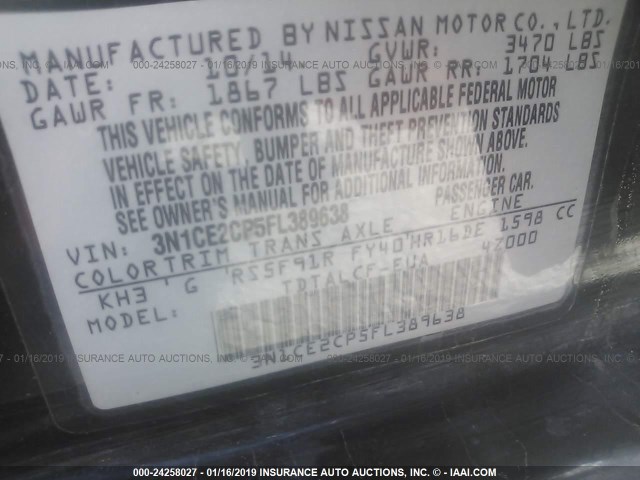 MANUFACTURED BY NISSAN MOTOR CO., LTD.
DATE: 10/14 GVWR: 3470 LBS
GAWR FR: 1867 LBS GAWR RR: 1704 LBS
THIS VEHICLE CONFORMS TO ALL APPLICABLE FEDERAL MOTOR
VEHICLE SAFETY, BUMPER AND THEFT PREVENTION STANDARDS
IN EFFECT ON THE DATE OF MANUFACTURE SHOWN ABOVE.
SEE OWNER'S MANUAL FOR ADDITIONAL INFORMATION
VIN: 3N1CE2CP5FL389638 PASSENGER CAR.
COLOR TRIM TRANS AXLE ENGINE
KH3 G RS5F91R FY40 HR16DE 1598 CC
MODEL: TDTALCF-EUA 42000
3N1CE2CP5FL389638
000-24258027 - 01/16/2019 INSURANCE AUTO AUCTIONS, INC. - © - IAAI.COM